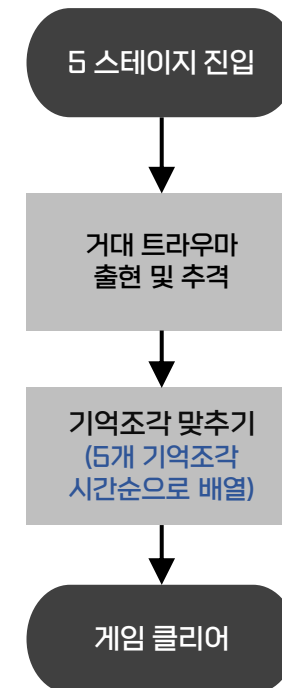 5 스테이지 진입
거대 트라우마
출현 및 추격
기억조각 맞추기
(5개 기억조각
시간순으로 배열)
게임 클리어